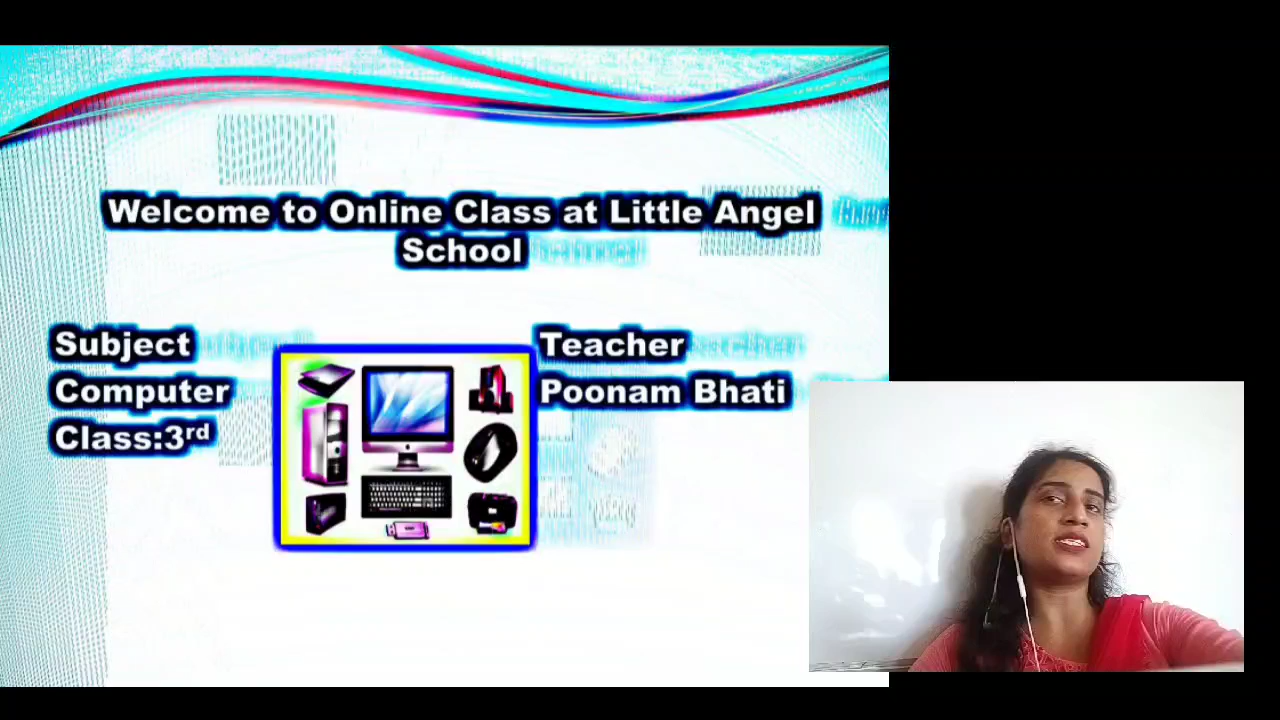 Welcome to Online Class at Little Angel
School
Subject
Computer
Class:3rd
Teacher
Poonam Bhati